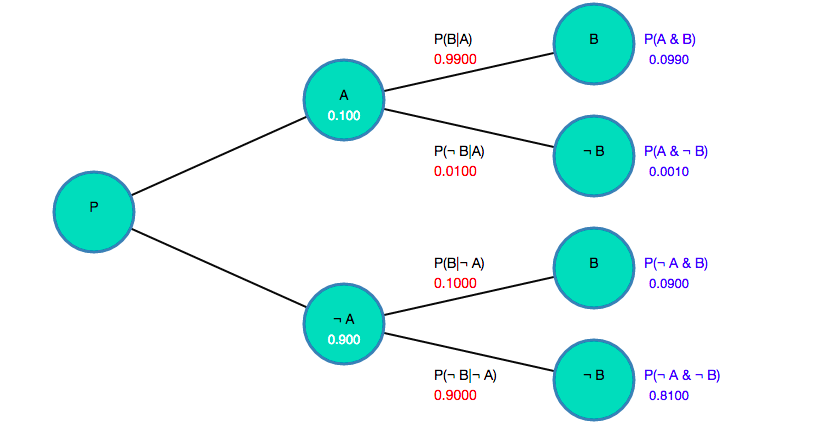 P(B|A)
0.9900
B
P(A & B)
0.0990
A
0.100
P(¬ B|A)
0.0100
¬ B
P(A & ¬ B)
0.0010
P
P(B|¬ A)
0.1000
B
P(¬ A & B)
0.0900
¬ A
0.900
P(¬ B|¬ A)
0.9000
¬ B
P(¬ A & ¬ B)
0.8100